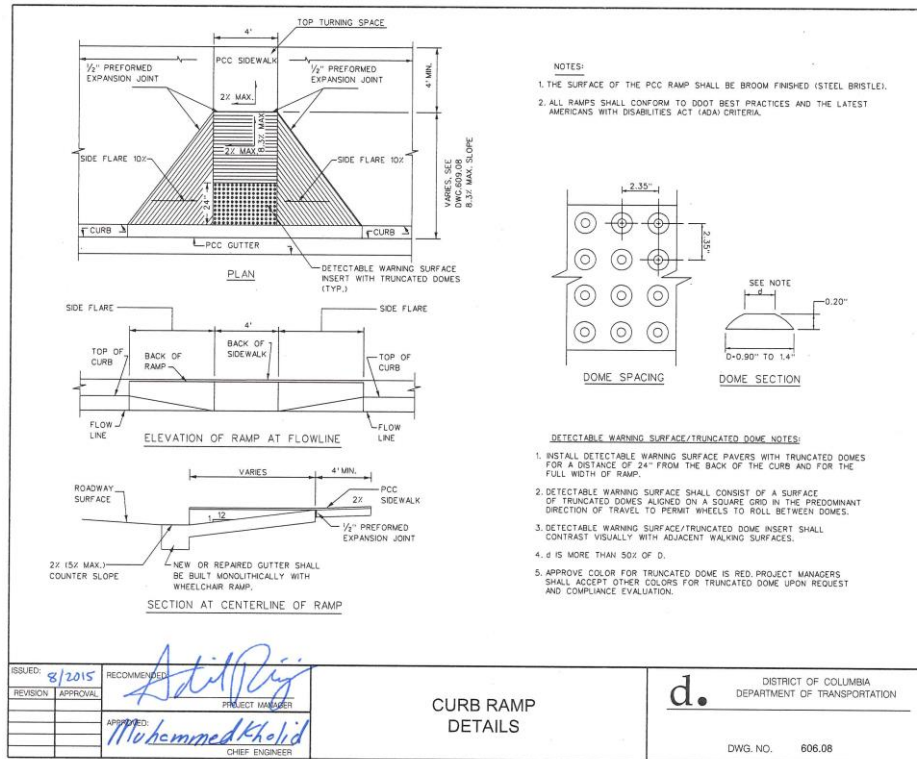 4'
TOP TURNING SPACE
PCC SIDEWALK
1/2" PREFORMED
EXPANSION JOINT
1/2" PREFORMED
EXPANSION JOINT
2% MAX.
4' MIN.
2% MAX.
8.3% MAX
SIDE FLARE 10%
SIDE FLARE 10%
24"
VARIES, SEE
DWG.609.08
8.3% MAX. SLOPE
CURB
CURB
PCC GUTTER
PLAN
DETECTABLE WARNING SURFACE
INSERT WITH TRUNCATED DOMES
(TYP.)
SIDE FLARE
SIDE FLARE
4'
TOP OF
CURB
BACK OF
RAMP
BACK OF
SIDEWALK
TOP OF
CURB
FLOW
LINE
FLOW
LINE
ELEVATION OF RAMP AT FLOWLINE
VARIES
4' MIN.
ROADWAY
SURFACE
PCC
SIDEWALK
2%
1
12
1/2" PREFORMED
EXPANSION JOINT
2% (5% MAX.)
COUNTER SLOPE
NEW OR REPAIRED GUTTER SHALL
BE BUILT MONOLITHICALLY WITH
WHEELCHAIR RAMP.
SECTION AT CENTERLINE OF RAMP
NOTES:
1. THE SURFACE OF THE PCC RAMP SHALL BE BROOM FINISHED (STEEL BRISTLE).
2. ALL RAMPS SHALL CONFORM TO DDOT BEST PRACTICES AND THE LATEST
AMERICANS WITH DISABILITIES ACT (ADA) CRITERIA.
2.35"
2.35"
DOME SPACING
SEE NOTE
d
0.20"
D=0.90" TO 1.4"
DOME SECTION
DETECTABLE WARNING SURFACE/TRUNCATED DOME NOTES:
1. INSTALL DETECTABLE WARNING SURFACE PAVERS WITH TRUNCATED DOMES
FOR A DISTANCE OF 24" FROM THE BACK OF THE CURB AND FOR THE
FULL WIDTH OF RAMP.
2. DETECTABLE WARNING SURFACE SHALL CONSIST OF A SURFACE
OF TRUNCATED DOMES ALIGNED ON A SQUARE GRID IN THE PREDOMINANT
DIRECTION OF TRAVEL TO PERMIT WHEELS TO ROLL BETWEEN DOMES.
3. DETECTABLE WARNING SURFACE/TRUNCATED DOME INSERT SHALL
CONTRAST VISUALLY WITH ADJACENT WALKING SURFACES.
4. d IS MORE THAN 50% OF D.
5. APPROVE COLOR FOR TRUNCATED DOME IS RED. PROJECT MANAGERS
SHALL ACCEPT OTHER COLORS FOR TRUNCATED DOME UPON REQUEST
AND COMPLIANCE EVALUATION.
ISSUED: 8/2015
REVISION APPROVAL
RECOMMENDED:
PROJECT MANAGER
APPROVED:
Muhammed Khalid
CHIEF ENGINEER
CURB RAMP
DETAILS
d.
DISTRICT OF COLUMBIA
DEPARTMENT OF TRANSPORTATION
DWG. NO. 606.08